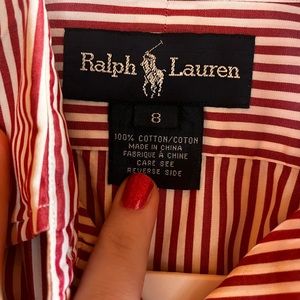 Ralph Lauren
8
100% COTTON/COTON
MADE IN CHINA
FABRIQUÉ À CHINE
CARE SEE
REVERSE SIDE